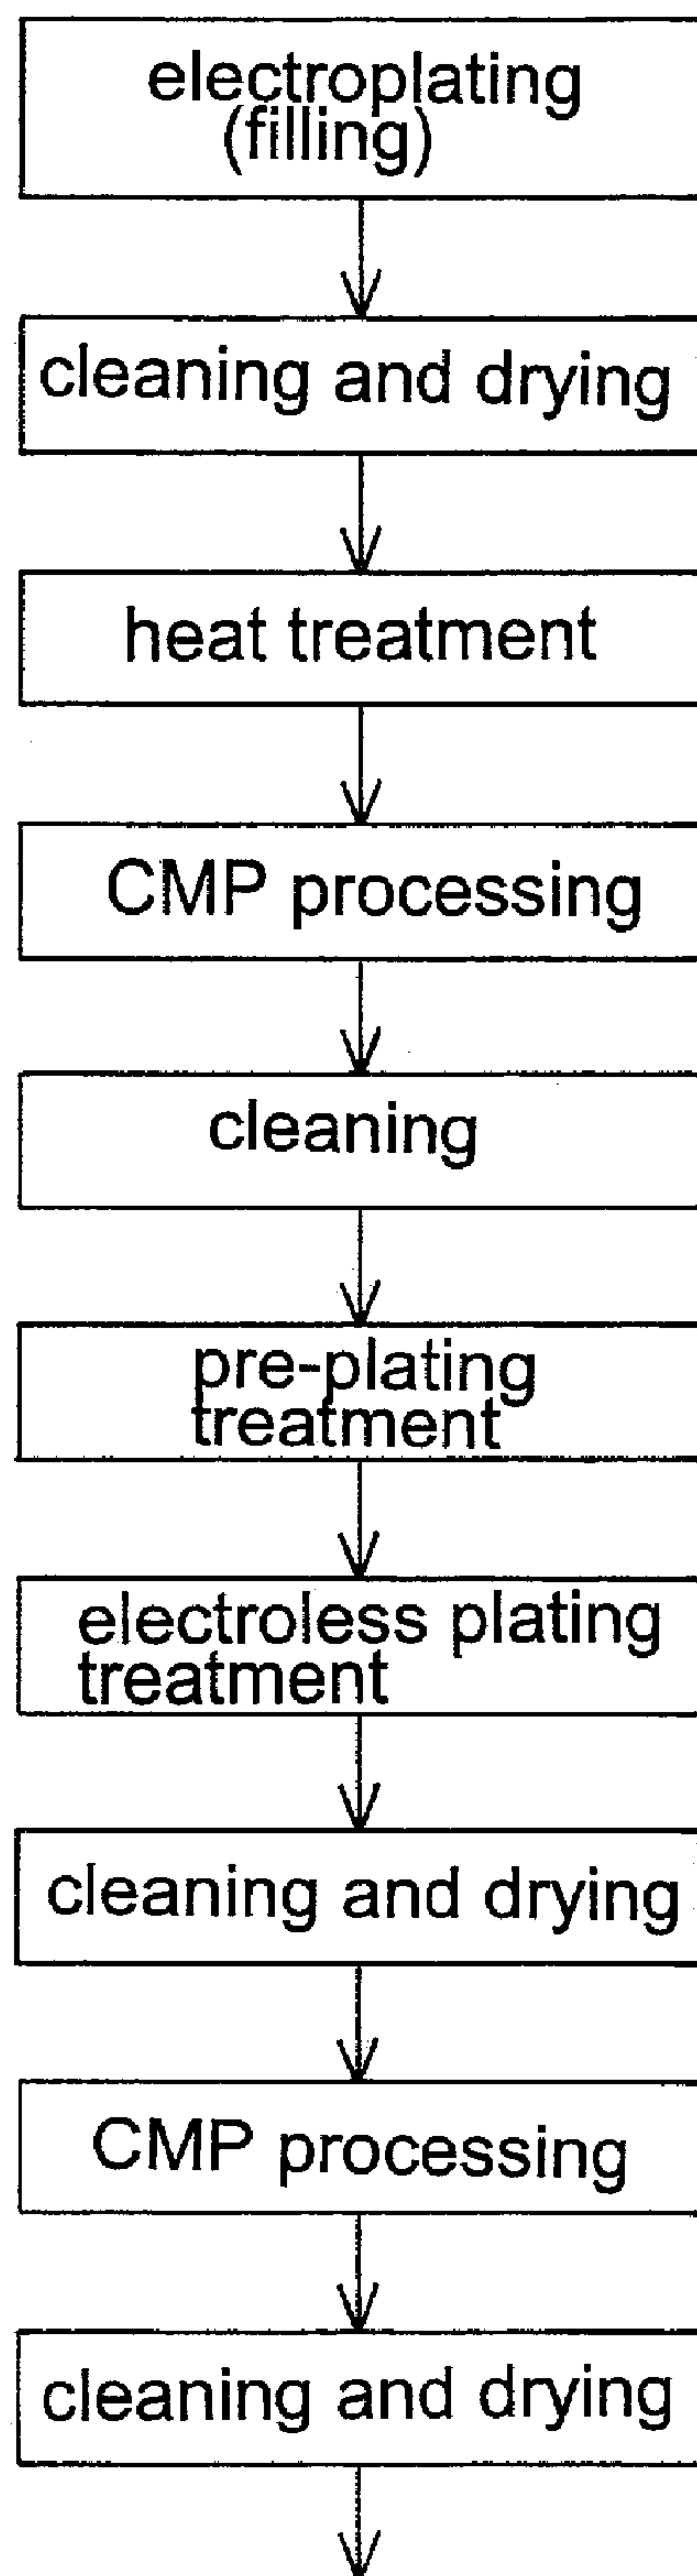 electroplating
(filling)
cleaning and drying
heat treatment
CMP processing
cleaning
pre-plating
treatment
electroless plating
treatment
cleaning and drying
CMP processing
cleaning and drying